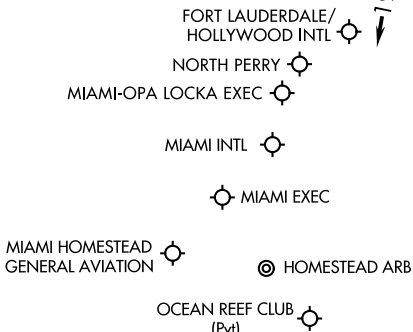 FORT LAUDERDALE/
HOLLYWOOD INTL
NORTH PERRY
MIAMI-OPA LOCKA EXEC
MIAMI INTL
MIAMI EXEC
MIAMI HOMESTEAD
GENERAL AVIATION
HOMESTEAD ARB
OCEAN REEF CLUB
(Pvt)